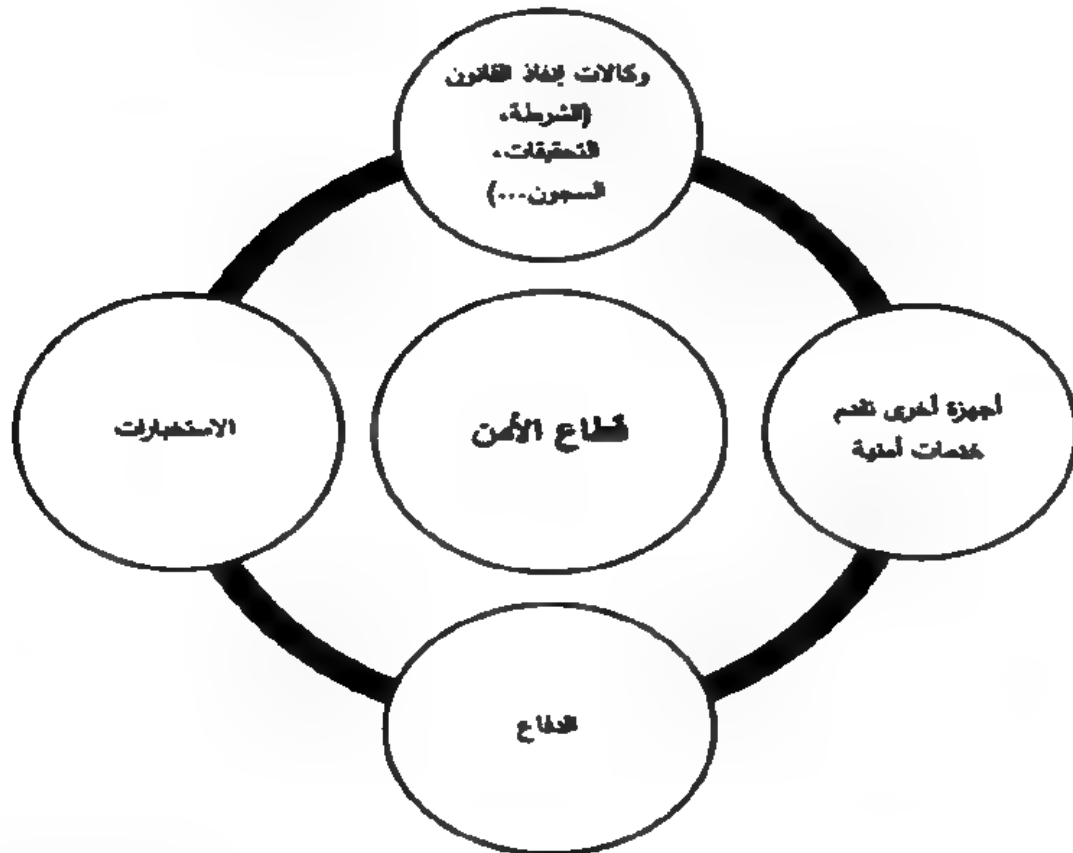 وكالات إنفاذ القانون
(الشرطة،
التحقيقات،
السجون...)
أجهزة أخرى تقدم
خدمات أمنية
قطاع الأمن
الاستخبارات
الدفاع